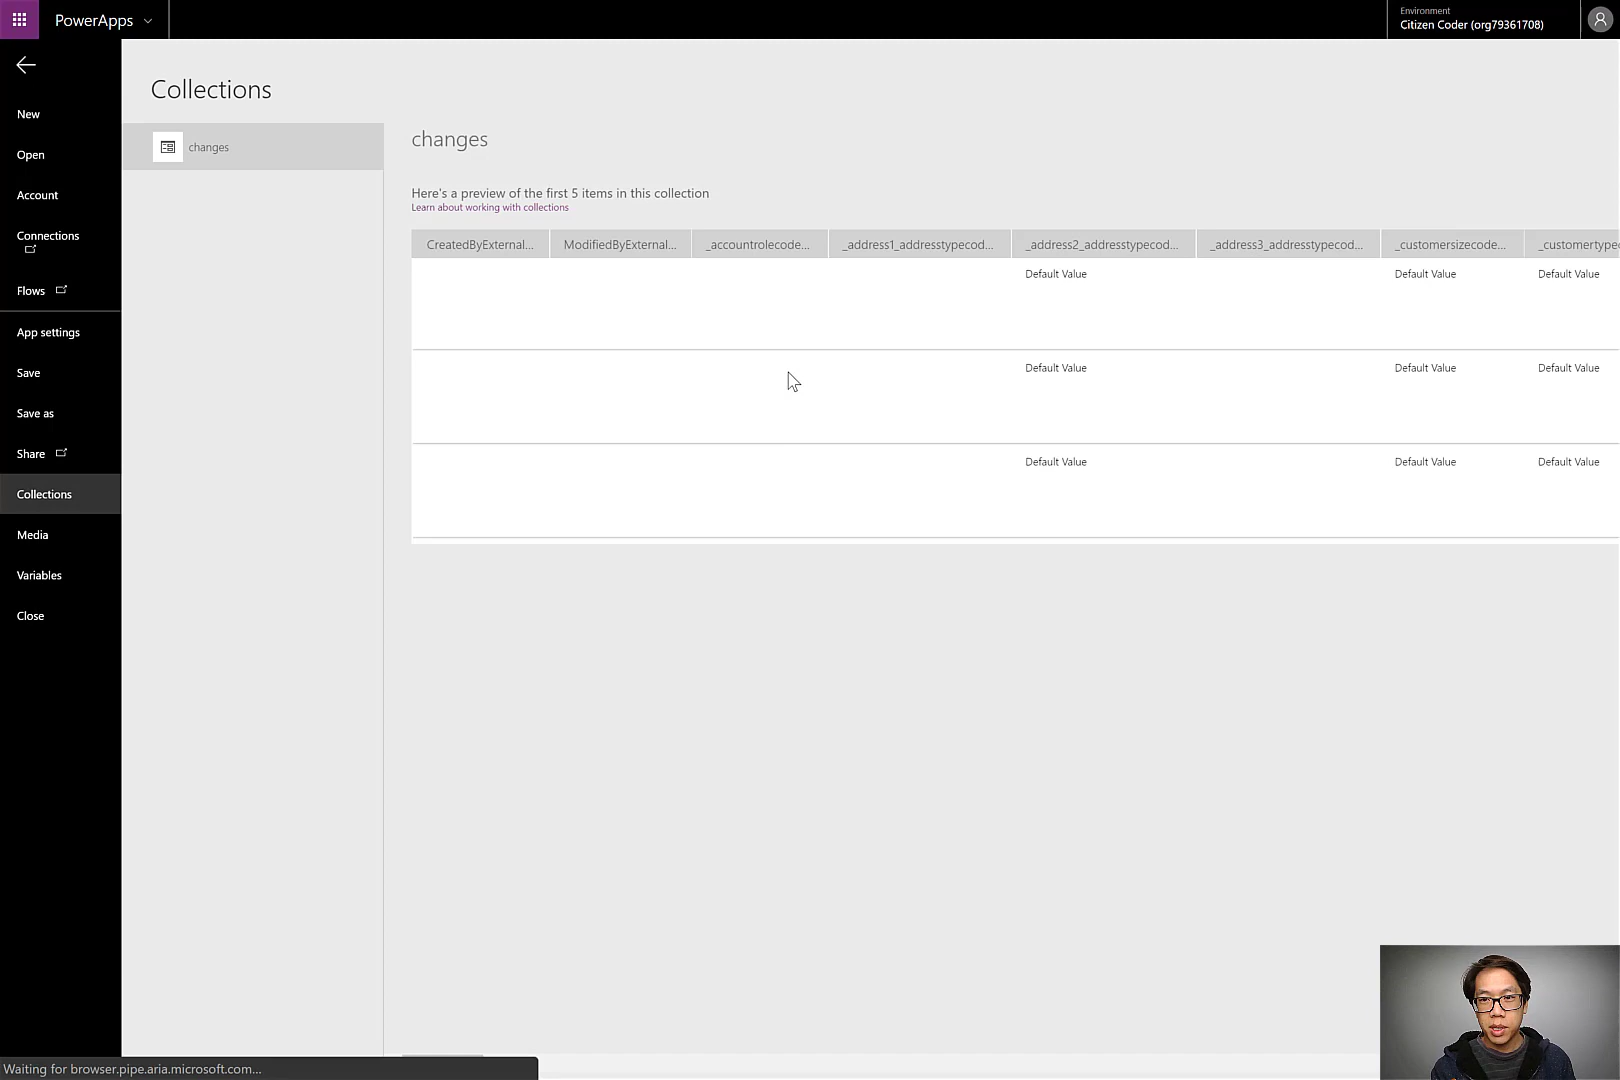 PowerApps
Environment
Citizen Coder (org79361708)
New
Open
Account
Connections
Flows
App settings
Save
Save as
Share
Collections
Media
Variables
Close
Collections
changes
changes
Here's a preview of the first 5 items in this collection
Learn about working with collections
CreatedByExternal... ModifiedByExternal... _accountrolecode... _address1_addresstypecod... _address2_addresstypecod... _address3_addresstypecod... _customersizecode... _customertypec
Default Value Default Value Default Value
Default Value Default Value Default Value
Default Value Default Value Default Value
Waiting for browser.pipe.aria.microsoft.com...